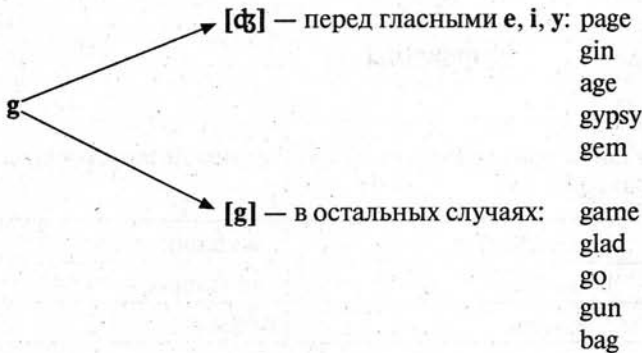 [ʤ] — перед гласными e, i, y: page
gin
age
gypsy
gem
g
[g] — в остальных случаях: game
glad
go
gun
bag